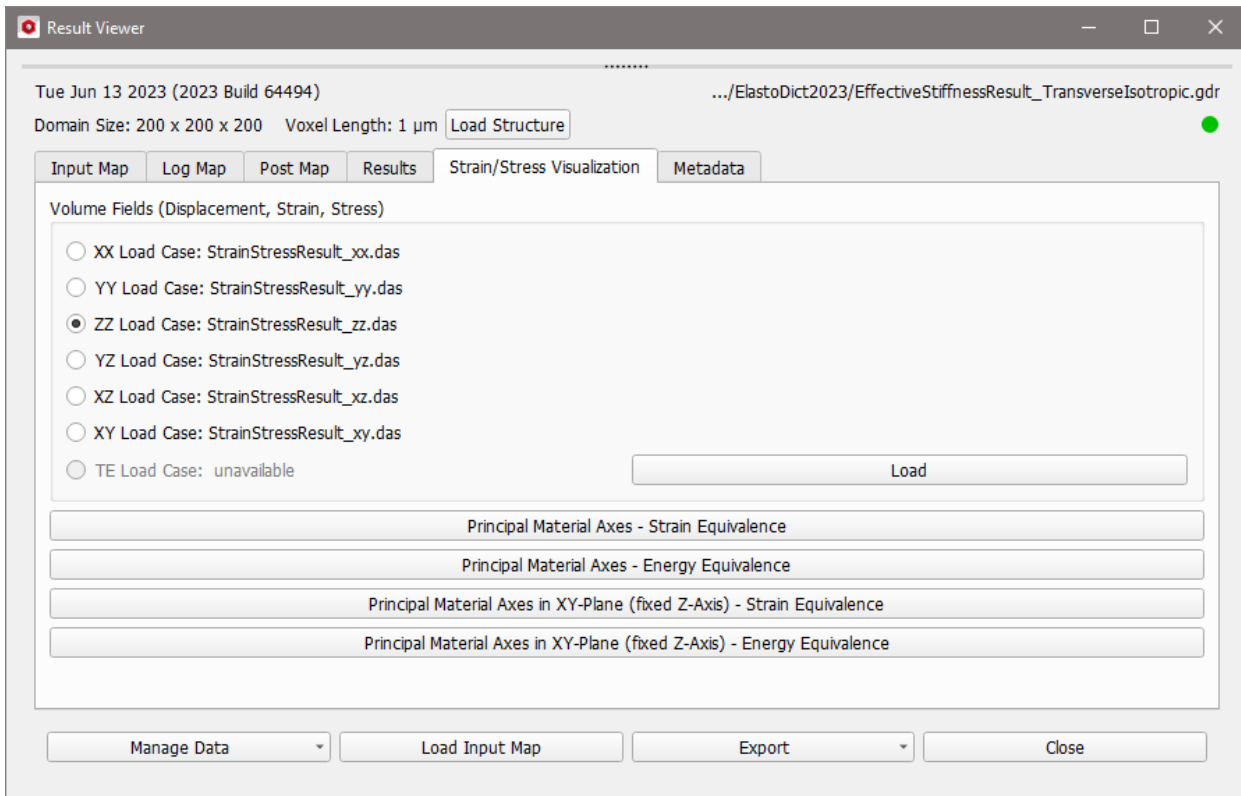 Result Viewer
Tue Jun 13 2023 (2023 Build 64494) .../ElastoDict2023/EffectiveStiffnessResult_TransverseIsotropic.gdr
Domain Size: 200 x 200 x 200 Voxel Length: 1 µm Load Structure
Input Map Log Map Post Map Results Strain/Stress Visualization Metadata
Volume Fields (Displacement, Strain, Stress)
XX Load Case: StrainStressResult_xx.das
YY Load Case: StrainStressResult_yy.das
ZZ Load Case: StrainStressResult_zz.das
YZ Load Case: StrainStressResult_yz.das
XZ Load Case: StrainStressResult_xz.das
XY Load Case: StrainStressResult_xy.das
TE Load Case: unavailable Load
Principal Material Axes - Strain Equivalence
Principal Material Axes - Energy Equivalence
Principal Material Axes in XY-Plane (fixed Z-Axis) - Strain Equivalence
Principal Material Axes in XY-Plane (fixed Z-Axis) - Energy Equivalence
Manage Data Load Input Map Export Close